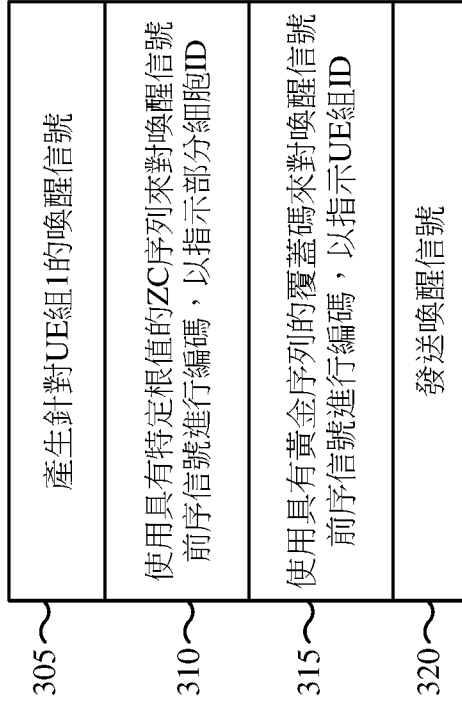 305
產生針對UE組1的喚醒信號
310
使用具有特定根值的ZC序列來對喚醒信號
前序信號進行編碼，以指示部分細胞ID
315
使用具有黃金序列的覆蓋碼來對喚醒信號
前序信號進行編碼，以指示UE組ID
320
發送喚醒信號